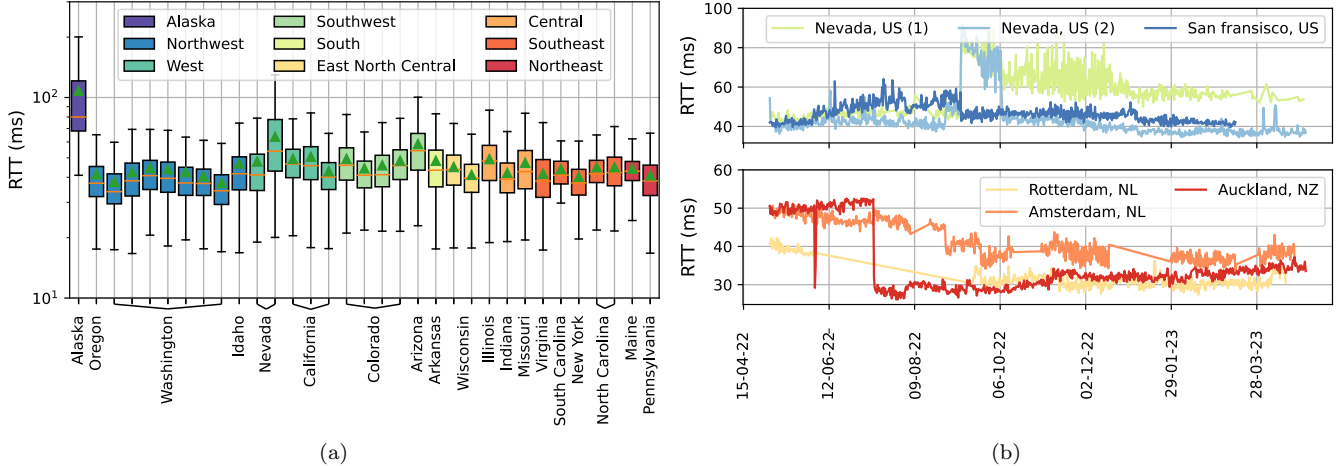 Alaska
Northwest
West
Southwest
South
East North Central
Central
Southeast
Northeast
RTT (ms)
10²
10¹
Alaska
Oregon
Washington
Idaho
Nevada
California
Colorado
Arizona
Arkansas
Wisconsin
Illinois
Indiana
Missouri
Virginia
South Carolina
New York
North Carolina
Maine
Pennsylvania
(a)
Nevada, US (1)
Nevada, US (2)
San fransisco, US
RTT (ms)
100
80
60
40
Rotterdam, NL
Amsterdam, NL
Auckland, NZ
RTT (ms)
60
50
40
30
15-04-22
12-06-22
09-08-22
06-10-22
02-12-22
29-01-23
28-03-23
(b)